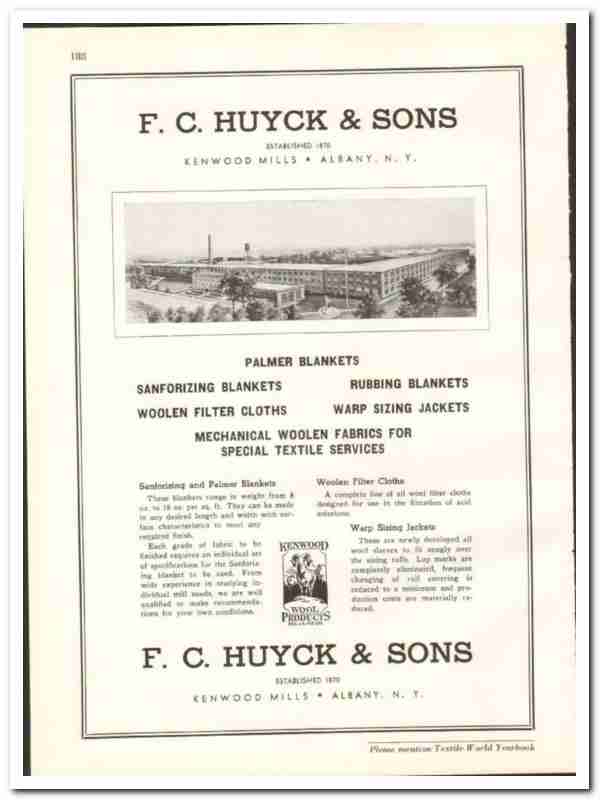 F. C. HUYCK & SONS
ESTABLISHED 1870
KENWOOD MILLS • ALBANY, N. Y.
PALMER BLANKETS
SANFORIZING BLANKETS
RUBBING BLANKETS
WOOLEN FILTER CLOTHS
WARP SIZING JACKETS
MECHANICAL WOOLEN FABRICS FOR
SPECIAL TEXTILE SERVICES
Sanforizing and Palmer Blankets
These blankets range in weight from 8
oz. to 18 oz. per sq. ft. They can be made
in any desired length and width with sur-
face characteristics to meet any
required finish.
Each grade of fabric to be
finished requires an individual set
of specifications for the Sanforiz-
ing blanket to be used. From
wide experience in studying in-
dividual mill needs, we are well
qualified to make recommenda-
tions for your own conditions.
KENWOOD
WOOL
PRODUCTS
Woolen Filter Cloths
A complete line of all wool filter cloths
designed for use in the filtration of acid
solutions.
Warp Sizing Jackets
These are newly developed all
wool sleeves to fit snugly over
the sizing rolls. Lap marks are
completely eliminated, frequent
changing of roll covering is
reduced to a minimum and pro-
duction costs are materially re-
duced.
F. C. HUYCK & SONS
ESTABLISHED 1870
KENWOOD MILLS • ALBANY, N. Y.
Please mention Textile World Yearbook